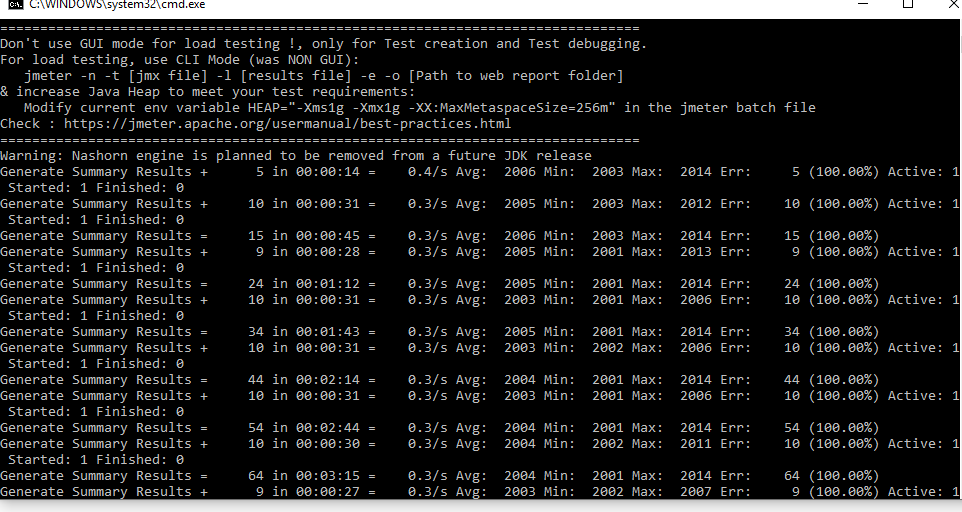 C:\WINDOWS\system32\cmd.exe
================================================================================
Don't use GUI mode for load testing !, only for Test creation and Test debugging.
For load testing, use CLI Mode (was NON GUI):
   jmeter -n -t [jmx file] -l [results file] -e -o [Path to web report folder]
& increase Java Heap to meet your test requirements:
   Modify current env variable HEAP="-Xms1g -Xmx1g -XX:MaxMetaspaceSize=256m" in the jmeter batch file
Check : https://jmeter.apache.org/usermanual/best-practices.html
================================================================================
Warning: Nashorn engine is planned to be removed from a future JDK release
Generate Summary Results +      5 in 00:00:14 =    0.4/s Avg:  2006 Min:  2003 Max:  2014 Err:     5 (100.00%) Active: 1
 Started: 1 Finished: 0
Generate Summary Results +     10 in 00:00:31 =    0.3/s Avg:  2005 Min:  2003 Max:  2012 Err:    10 (100.00%) Active: 1
 Started: 1 Finished: 0
Generate Summary Results =     15 in 00:00:45 =    0.3/s Avg:  2006 Min:  2003 Max:  2014 Err:    15 (100.00%)
Generate Summary Results +      9 in 00:00:28 =    0.3/s Avg:  2005 Min:  2001 Max:  2013 Err:     9 (100.00%) Active: 1
 Started: 1 Finished: 0
Generate Summary Results =     24 in 00:01:12 =    0.3/s Avg:  2005 Min:  2001 Max:  2014 Err:    24 (100.00%)
Generate Summary Results +     10 in 00:00:31 =    0.3/s Avg:  2003 Min:  2001 Max:  2006 Err:    10 (100.00%) Active: 1
 Started: 1 Finished: 0
Generate Summary Results =     34 in 00:01:43 =    0.3/s Avg:  2005 Min:  2001 Max:  2014 Err:    34 (100.00%)
Generate Summary Results +     10 in 00:00:31 =    0.3/s Avg:  2003 Min:  2002 Max:  2006 Err:    10 (100.00%) Active: 1
 Started: 1 Finished: 0
Generate Summary Results =     44 in 00:02:14 =    0.3/s Avg:  2004 Min:  2001 Max:  2014 Err:    44 (100.00%)
Generate Summary Results +     10 in 00:00:31 =    0.3/s Avg:  2003 Min:  2001 Max:  2006 Err:    10 (100.00%) Active: 1
 Started: 1 Finished: 0
Generate Summary Results =     54 in 00:02:44 =    0.3/s Avg:  2004 Min:  2001 Max:  2014 Err:    54 (100.00%)
Generate Summary Results +     10 in 00:00:30 =    0.3/s Avg:  2004 Min:  2002 Max:  2011 Err:    10 (100.00%) Active: 1
 Started: 1 Finished: 0
Generate Summary Results =     64 in 00:03:15 =    0.3/s Avg:  2004 Min:  2001 Max:  2014 Err:    64 (100.00%)
Generate Summary Results +      9 in 00:00:27 =    0.3/s Avg:  2003 Min:  2002 Max:  2007 Err:     9 (100.00%) Active: 1